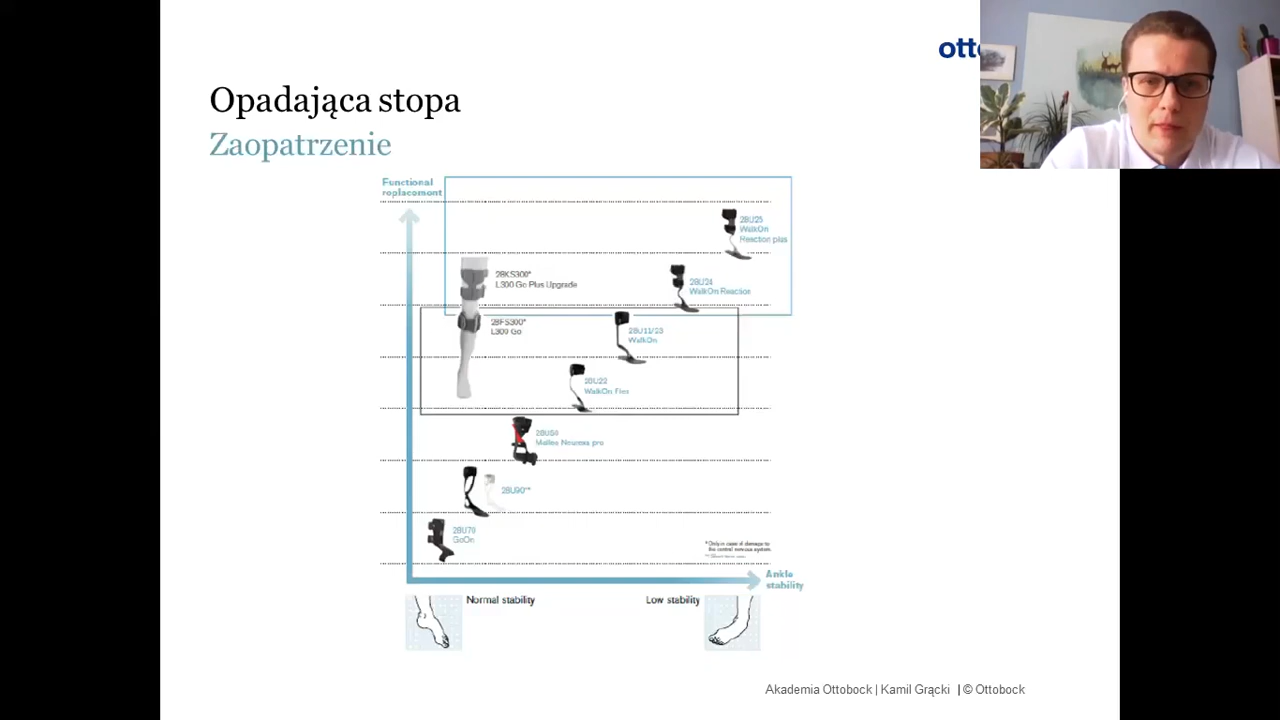 otto
Opadająca stopa
Zaopatrzenie
Functional
replacement
28U25
WalkOn
Reaction plus
28KS300*
L300 Go Plus Upgrade
28U24
WalkOn Reaction
28FS300*
L300 Go
28U11/23
WalkOn
28U22
WalkOn Flex
28U50
Malleo Neurexa pro
28U90**
28U70
GoOn
*Only in case of damage to
the central nervous system.
Ankle
stability
Normal stability
Low stability
Akademia Ottobock | Kamil Grącki | © Ottobock